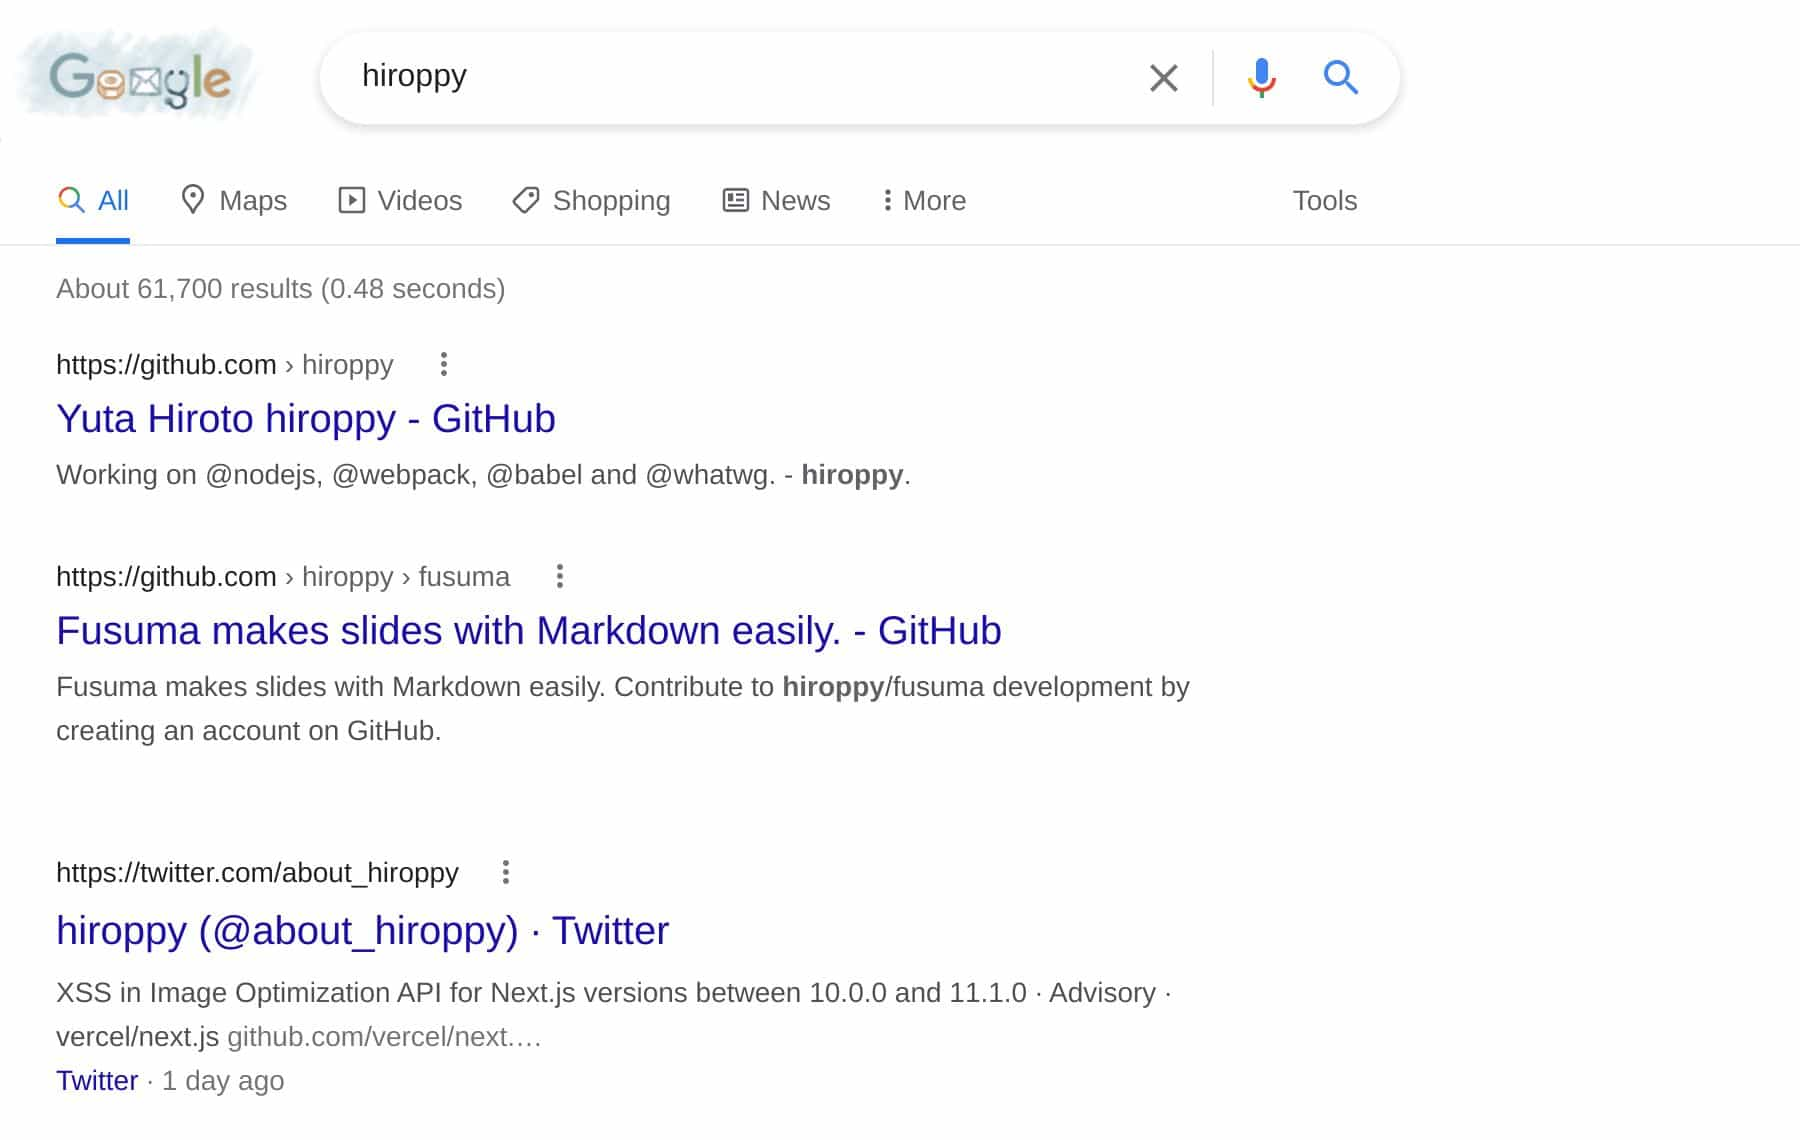 Google
hiroppy
All Maps Videos Shopping News More Tools
About 61,700 results (0.48 seconds)
https://github.com › hiroppy
Yuta Hiroto hiroppy - GitHub
Working on @nodejs, @webpack, @babel and @whatwg. - hiroppy.
https://github.com › hiroppy › fusuma
Fusuma makes slides with Markdown easily. - GitHub
Fusuma makes slides with Markdown easily. Contribute to hiroppy/fusuma development by
creating an account on GitHub.
https://twitter.com/about_hiroppy
hiroppy (@about_hiroppy) · Twitter
XSS in Image Optimization API for Next.js versions between 10.0.0 and 11.1.0 · Advisory ·
vercel/next.js github.com/vercel/next.…
Twitter · 1 day ago